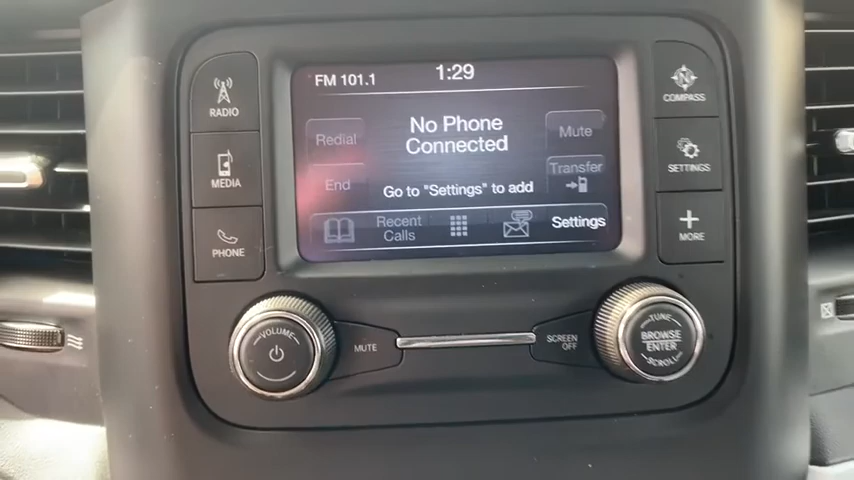 FM 101.1
1:29
RADIO
MEDIA
PHONE
Redial
End
No Phone
Connected
Go to "Settings" to add
Mute
Transfer
Recent
Calls
Settings
COMPASS
SETTINGS
MORE
VOLUME
MUTE
SCREEN
OFF
TUNE
BROWSE
ENTER
SCROLL